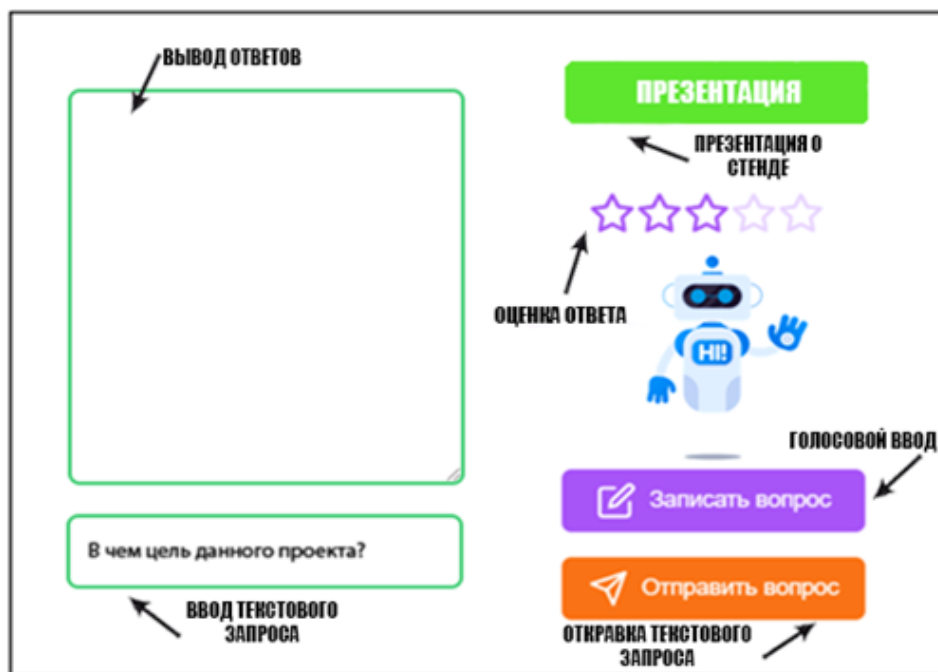 ВЫВОД ОТВЕТОВ
ПРЕЗЕНТАЦИЯ
ПРЕЗЕНТАЦИЯ О
СТЕНДЕ
ОЦЕНКА ОТВЕТА
HI!
ГОЛОСОВОЙ ВВОД
Записать вопрос
В чем цель данного проекта?
Отправить вопрос
ВВОД ТЕКСТОВОГО
ЗАПРОСА
ОТКРАВКА ТЕКСТОВОГО
ЗАПРОСА